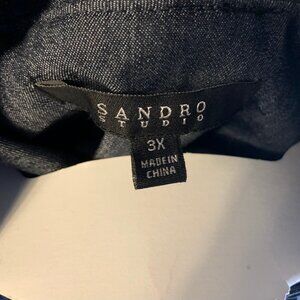 SANDRO
STUDIO
3X
MADE IN
CHINA